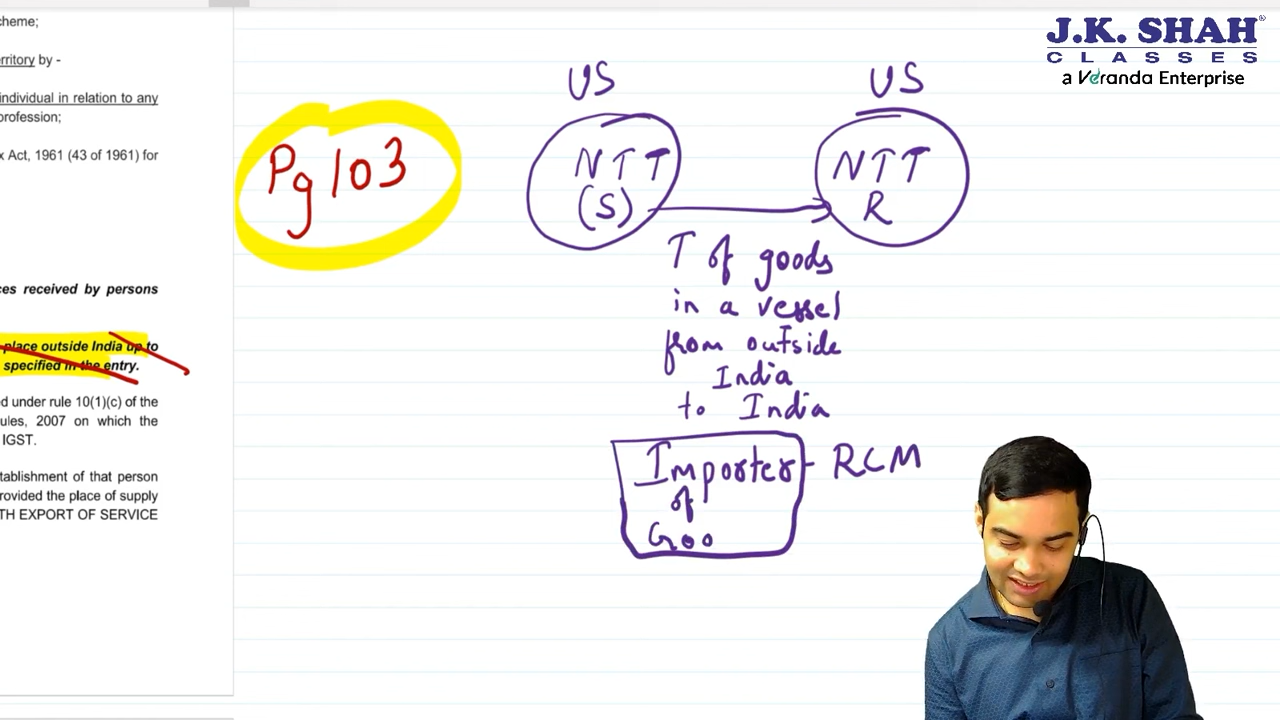 cheme;
erritory by -
individual in relation to any
profession;
x Act, 1961 (43 of 1961) for
ces received by persons
place outside India up to
specified in the entry.
ed under rule 10(1)(c) of the
ules, 2007 on which the
IGST.
tablishment of that person
rovided the place of supply
TH EXPORT OF SERVICE
Pg 103
US
NTT
(S)
US
NTT
R
T of goods
in a vessel
from outside
India
to India
Importer - RCM
of
Goo
J.K. SHAH®
CLASSES
a Veranda Enterprise